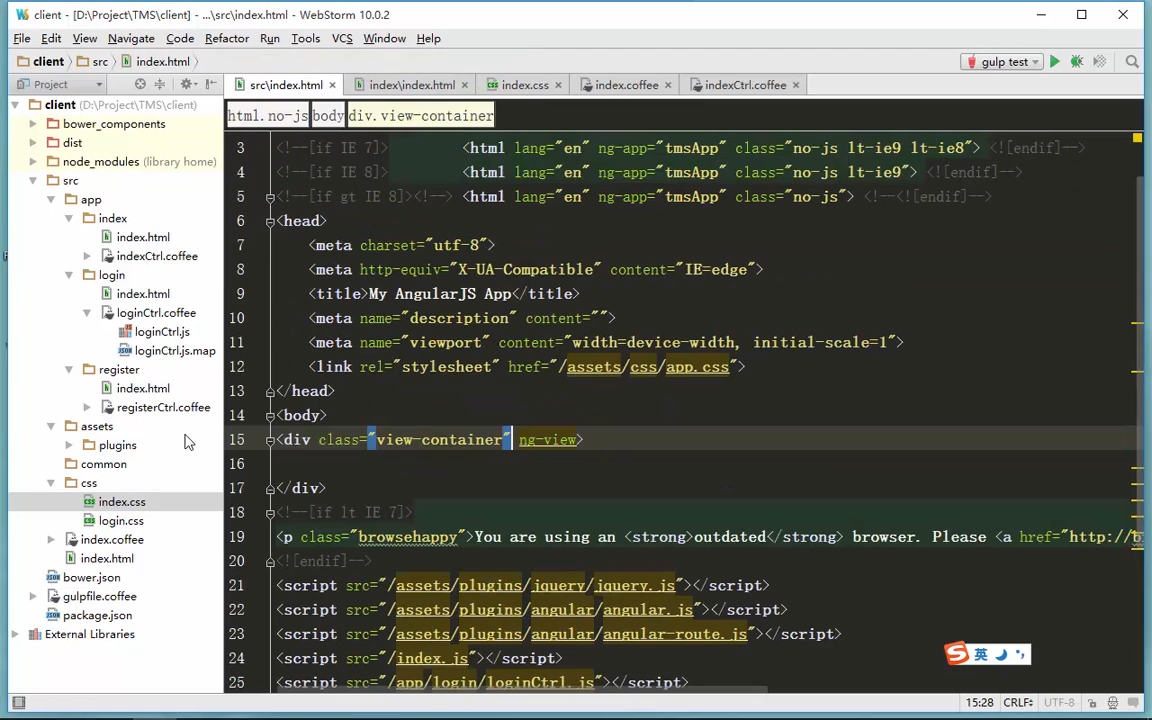 client - [D:\Project\TMS\client] - ...\src\index.html - WebStorm 10.0.2
File Edit View Navigate Code Refactor Run Tools VCS Window Help
client src index.html gulp test
Project src\index.html index\index.html index.css index.coffee indexCtrl.coffee
client (D:\Project\TMS\client)
bower_components
dist
node_modules (library home)
src
app
index
index.html
indexCtrl.coffee
login
index.html
loginCtrl.coffee
loginCtrl.js
loginCtrl.js.map
register
index.html
registerCtrl.coffee
assets
plugins
common
css
index.css
login.css
index.coffee
index.html
bower.json
gulpfile.coffee
package.json
External Libraries
html.no-js body div.view-container
3 <!--[if IE 7]> <html lang="en" ng-app="tmsApp" class="no-js lt-ie9 lt-ie8"> <![endif]-->
4 <!--[if IE 8]> <html lang="en" ng-app="tmsApp" class="no-js lt-ie9"> <![endif]-->
5 <!--[if gt IE 8]><!--> <html lang="en" ng-app="tmsApp" class="no-js"> <!--<![endif]-->
6 <head>
7 <meta charset="utf-8">
8 <meta http-equiv="X-UA-Compatible" content="IE=edge">
9 <title>My AngularJS App</title>
10 <meta name="description" content="">
11 <meta name="viewport" content="width=device-width, initial-scale=1">
12 <link rel="stylesheet" href="/assets/css/app.css">
13 </head>
14 <body>
15 <div class="view-container" ng-view>
16
17 </div>
18 <!--[if lt IE 7]>
19 <p class="browsehappy">You are using an <strong>outdated</strong> browser. Please <a href="http://b
20 <![endif]-->
21 <script src="/assets/plugins/jquery/jquery.js"></script>
22 <script src="/assets/plugins/angular/angular.js"></script>
23 <script src="/assets/plugins/angular/angular-route.js"></script>
24 <script src="/index.js"></script>
25 <script src="/app/login/loginCtrl.js"></script>
英
15:28 CRLF UTF-8